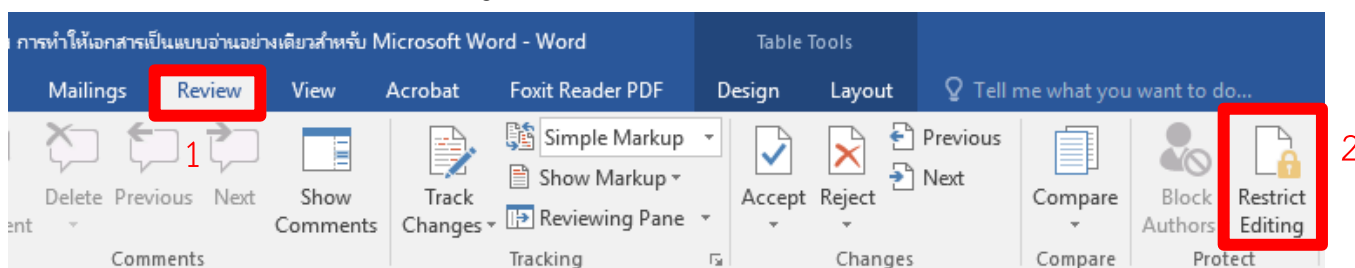 การทำให้เอกสารเป็นแบบอ่านอย่างเดียวสำหรับ Microsoft Word - Word Table Tools
Mailings Review View Acrobat Foxit Reader PDF Design Layout Tell me what you want to do...
1
2
Simple Markup
Previous
Show Markup
Next
Delete Previous Next Show Comments Track Changes Reviewing Pane Accept Reject Compare Block Authors Restrict Editing
Comments Tracking Changes Compare Protect